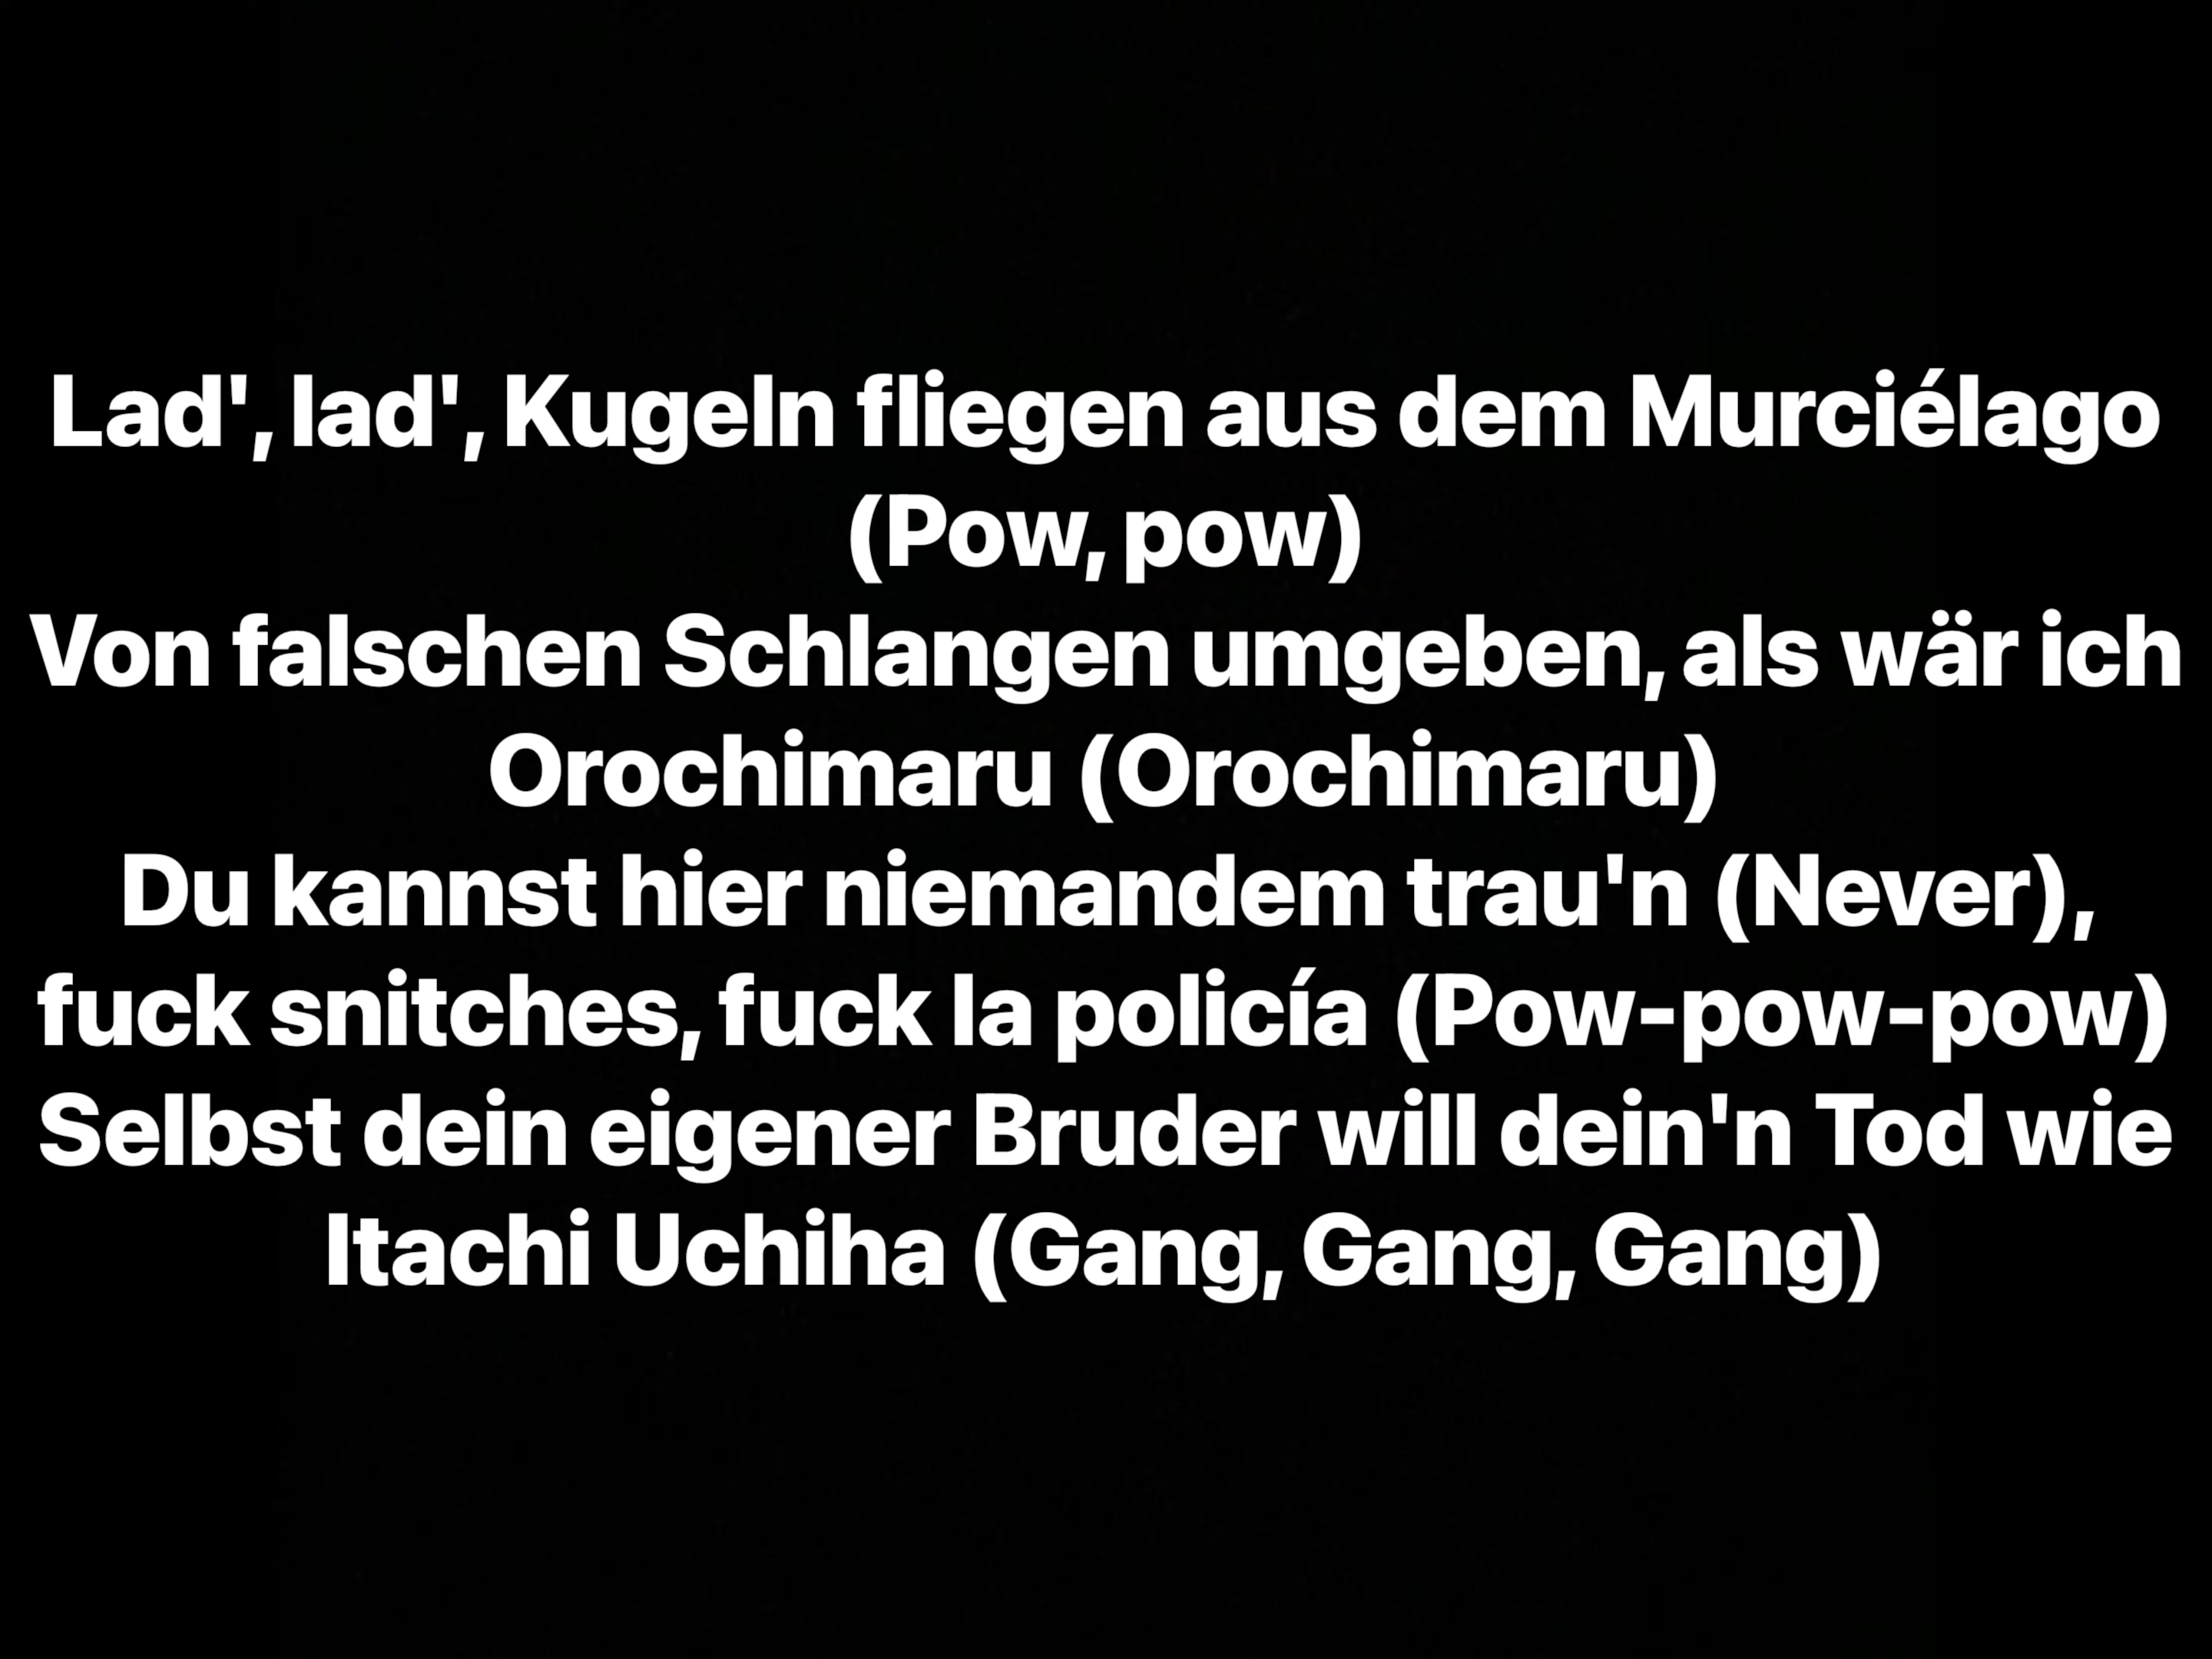 Lad', lad', Kugeln fliegen aus dem Murciélago
(Pow, pow)
Von falschen Schlangen umgeben, als wär ich
Orochimaru (Orochimaru)
Du kannst hier niemandem trau'n (Never),
fuck snitches, fuck la policía (Pow-pow-pow)
Selbst dein eigener Bruder will dein'n Tod wie
Itachi Uchiha (Gang, Gang, Gang)